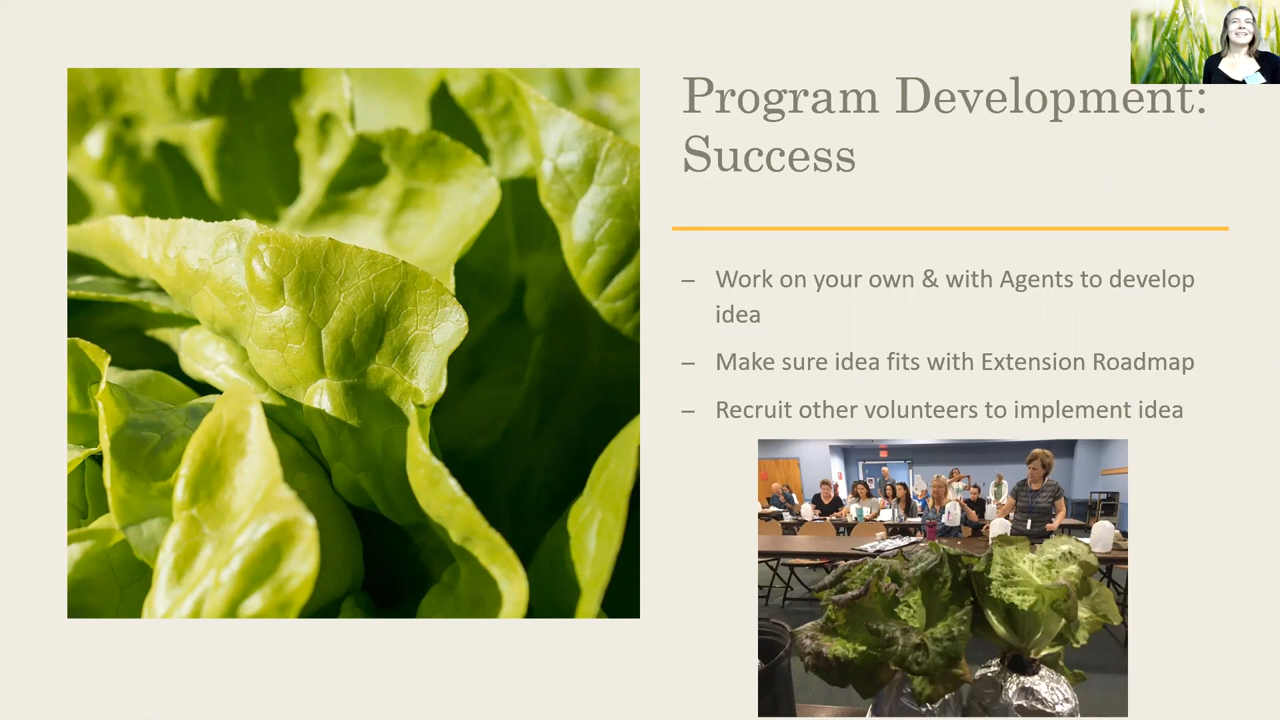 Program Development:
Success
– Work on your own & with Agents to develop
idea
– Make sure idea fits with Extension Roadmap
– Recruit other volunteers to implement idea